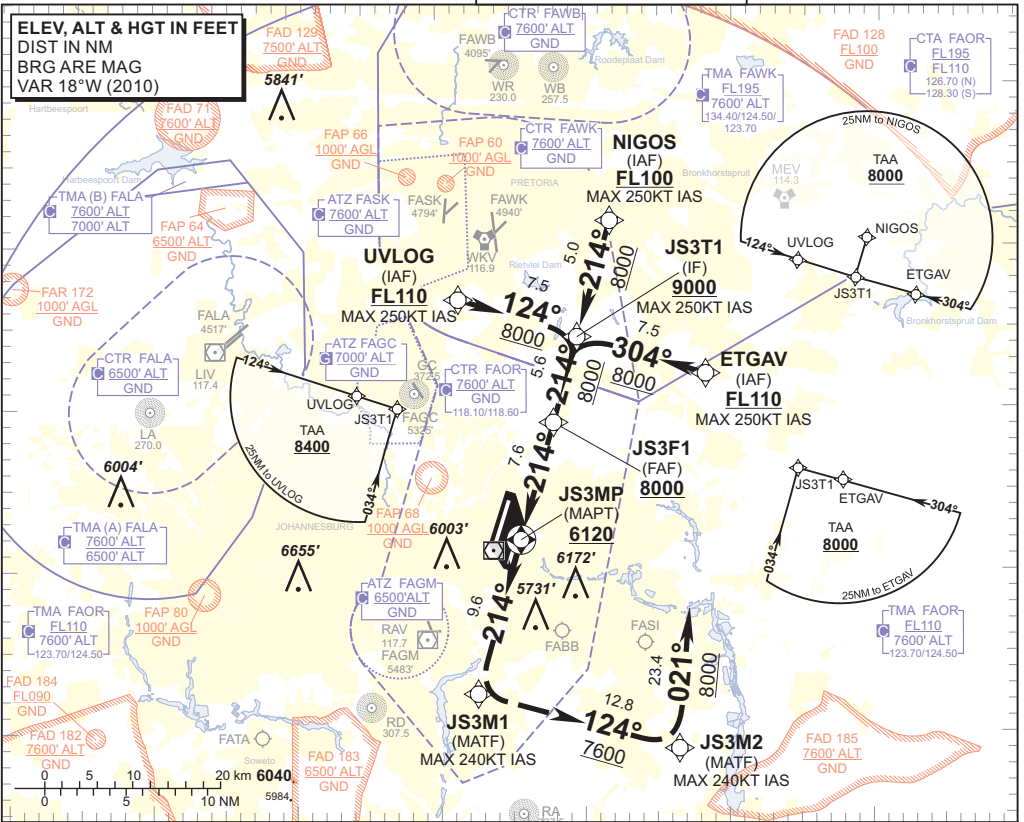 ELEV, ALT & HGT IN FEET
DIST IN NM
BRG ARE MAG
VAR 18°W (2010)
FAD 129
7500' ALT
GND
5841'
FAWB
4095'
CTR FAWB
C
7600' ALT
GND
WR
230.0
WB
257.5
Roodeplaat Dam
FAD 128
FL100
GND
CTA FAOR
C
FL195
FL110
126.70 (N)
128.30 (S)
TMA FAWK
C
FL195
7600' ALT
134.40/124.50/
123.70
Hartbeespoort
FAD 71
7600' ALT
GND
Harbeespoort Dam
FAP 66
1000' AGL
GND
FAP 60
1000' AGL
GND
CTR FAWK
C
7600' ALT
GND
PRETORIA
NIGOS
(IAF)
FL100
MAX 250KT IAS
Bronkhorstspruit
MEV
114.3
25NM to NIGOS
TAA
8000
124°
UVLOG
NIGOS
JS3T1
ETGAV
304°
Bronkhorstspruit Dam
TMA (B) FALA
C
7600' ALT
7000' ALT
FAP 64
6500' ALT
GND
ATZ FASK
C
7600' ALT
GND
FASK
4794'
FAWK
4940'
WKV
116.9
Rietvlei Dam
UVLOG
(IAF)
FL110
MAX 250KT IAS
7.5
124°
8000
5.0
214°
8000
JS3T1
(IF)
9000
MAX 250KT IAS
7.5
304°
8000
ETGAV
(IAF)
FL110
MAX 250KT IAS
FAR 172
1000' AGL
GND
FALA
4517'
LIV
117.4
CTR FALA
C
6500' ALT
GND
LA
270.0
ATZ FAGC
G
7000' ALT
GND
GC
372.5
FAGC
5325'
CTR FAOR
C
7600' ALT
GND
118.10/118.60
5.6
214°
8000
124°
UVLOG
JS3T1
TAA
8400
25NM to UVLOG
034°
JS3F1
(FAF)
8000
7.6
214°
6004'
JS3MP
(MAPT)
6120
JS3T1
ETGAV
304°
TAA
8000
034°
25NM to ETGAV
TMA (A) FALA
C
7600' ALT
6500' ALT
JOHANNESBURG
FAP 68
1000' AGL
GND
6003'
6655'
6172'
5731'
TMA FAOR
C
FL110
7600' ALT
123.70/124.50
FAP 80
1000' AGL
GND
ATZ FAGM
C
6500'ALT
GND
RAV
117.7
FAGM
5483'
9.6
214°
FABB
FASI
TMA FAOR
C
FL110
7600' ALT
123.70/124.50
FAD 184
FL090
GND
FAD 182
7600' ALT
GND
FATA
Soweto
FAD 183
6500' ALT
GND
RD
307.5
JS3M1
(MATF)
MAX 240KT IAS
12.8
124°
7600
23.4
021°
8000
JS3M2
(MATF)
MAX 240KT IAS
FAD 185
7600' ALT
GND
0 5 10 20 km
0 5 10 NM
6040
5984
RA